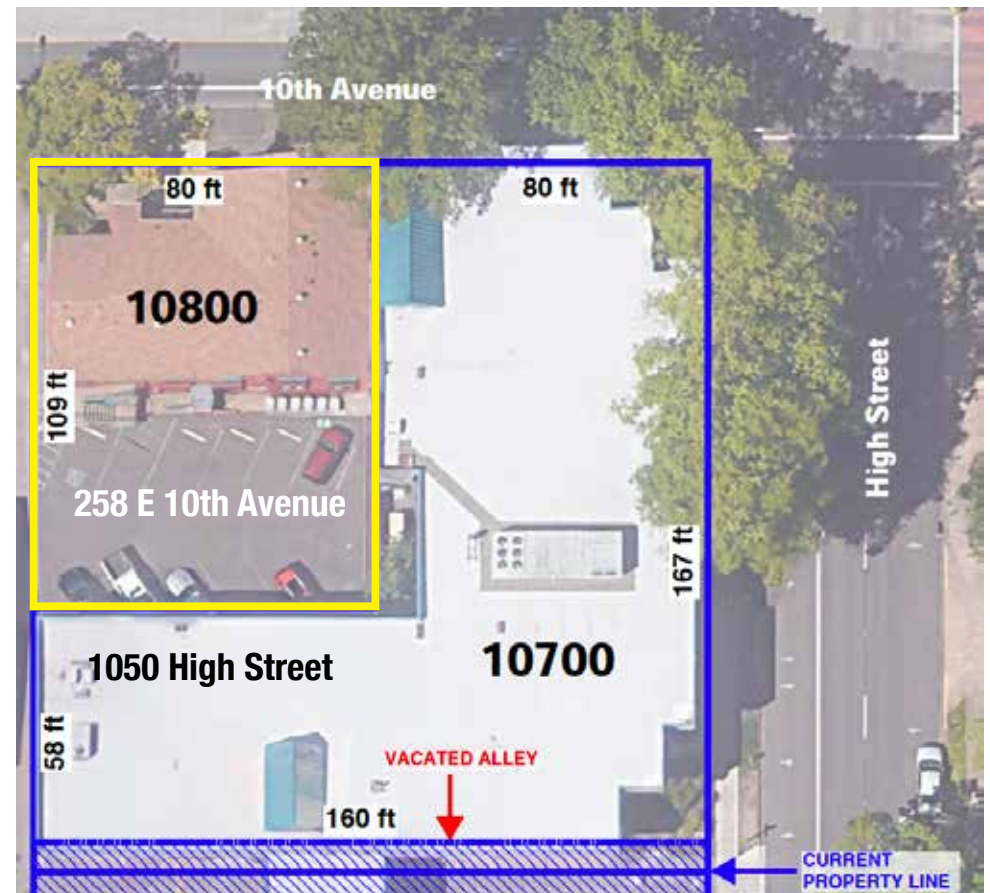 10th Avenue
80 ft
80 ft
10800
109 ft
High Street
258 E 10th Avenue
167 ft
1050 High Street
10700
58 ft
VACATED ALLEY
160 ft
CURRENT
PROPERTY LINE